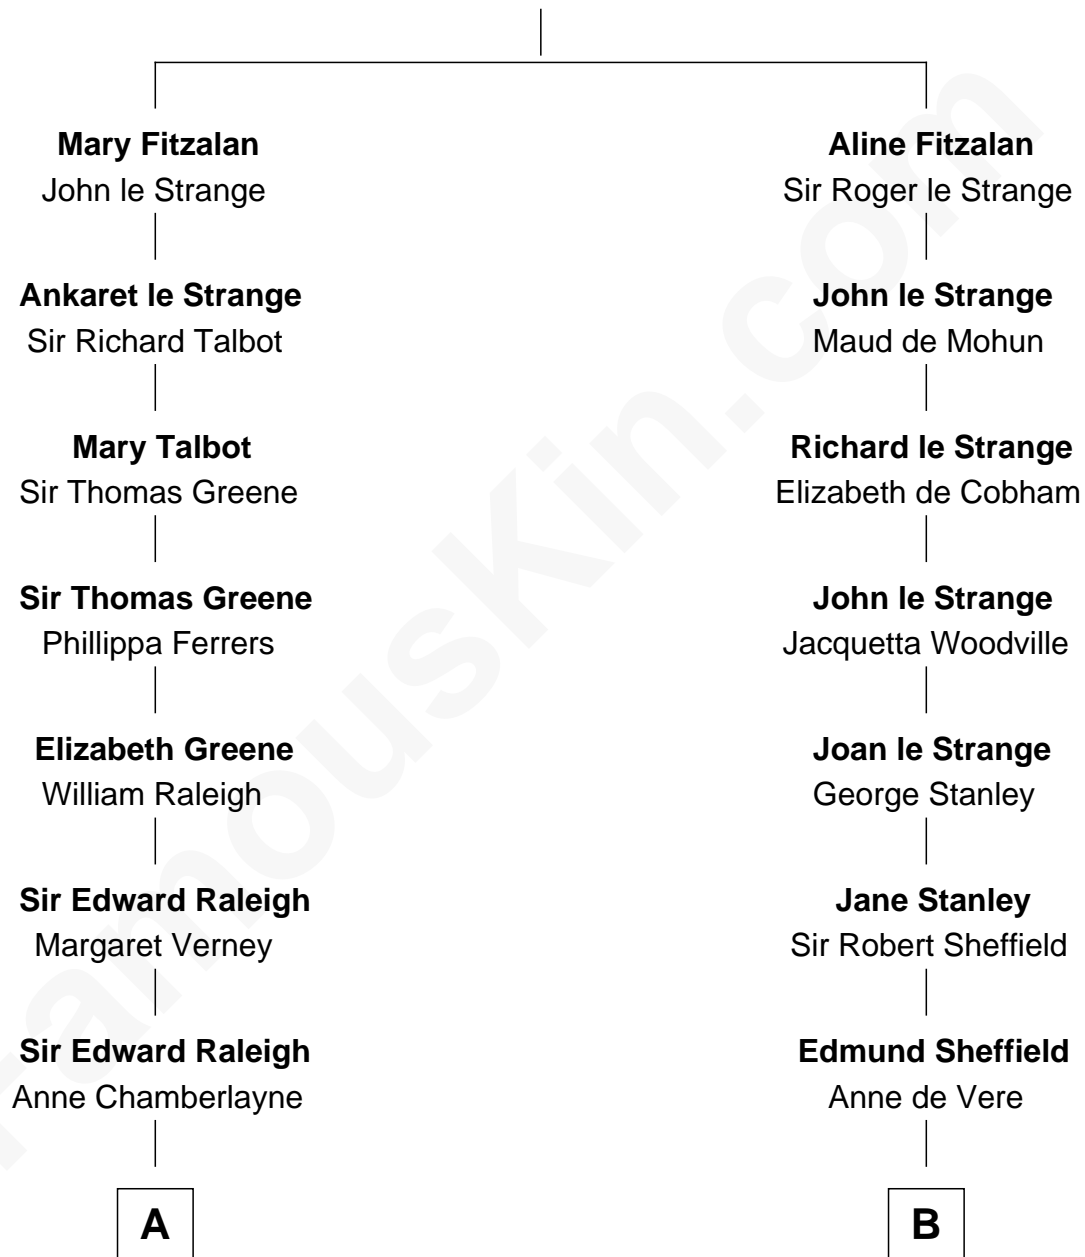 Mary Fitzalan
John le Strange
Aline Fitzalan
Sir Roger le Strange
Ankaret le Strange
Sir Richard Talbot
John le Strange
Maud de Mohun
Mary Talbot
Sir Thomas Greene
Richard le Strange
Elizabeth de Cobham
Sir Thomas Greene
Phillippa Ferrers
John le Strange
Jacquetta Woodville
Elizabeth Greene
William Raleigh
Joan le Strange
George Stanley
Sir Edward Raleigh
Margaret Verney
Jane Stanley
Sir Robert Sheffield
Sir Edward Raleigh
Anne Chamberlayne
Edmund Sheffield
Anne de Vere
A
B
FamousKin.com